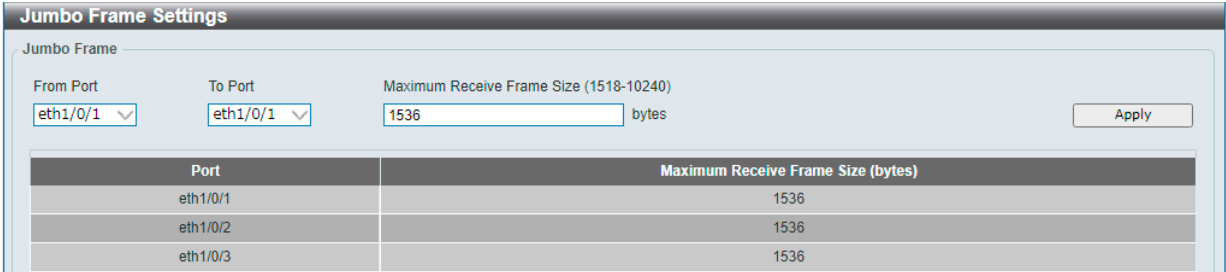 Jumbo Frame Settings
Jumbo Frame
From Port To Port Maximum Receive Frame Size (1518-10240)
eth1/0/1 eth1/0/1 1536 bytes Apply
Port Maximum Receive Frame Size (bytes)
eth1/0/1 1536
eth1/0/2 1536
eth1/0/3 1536